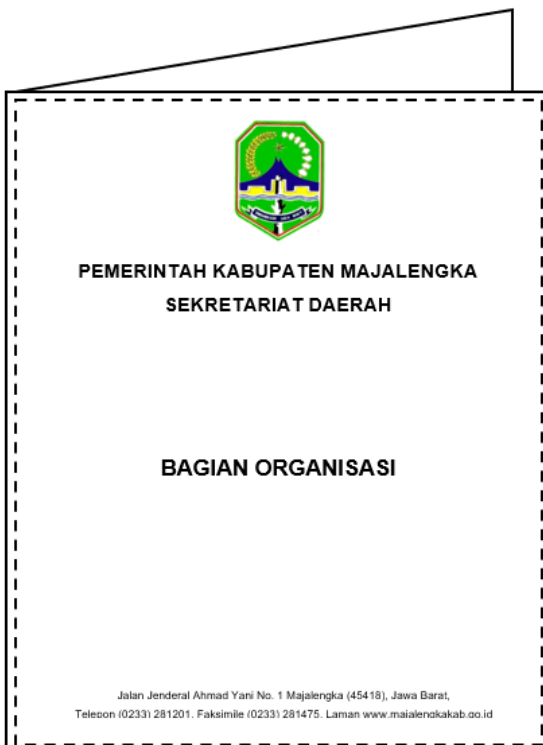 PEMERINTAH KABUPATEN MAJALENGKA
SEKRETARIAT DAERAH
BAGIAN ORGANISASI
Jalan Jenderal Ahmad Yani No. 1 Majalengka (45418), Jawa Barat,
Telepon (0233) 281201. Faksimile (0233) 281475. Laman www.majalengkakab.go.id